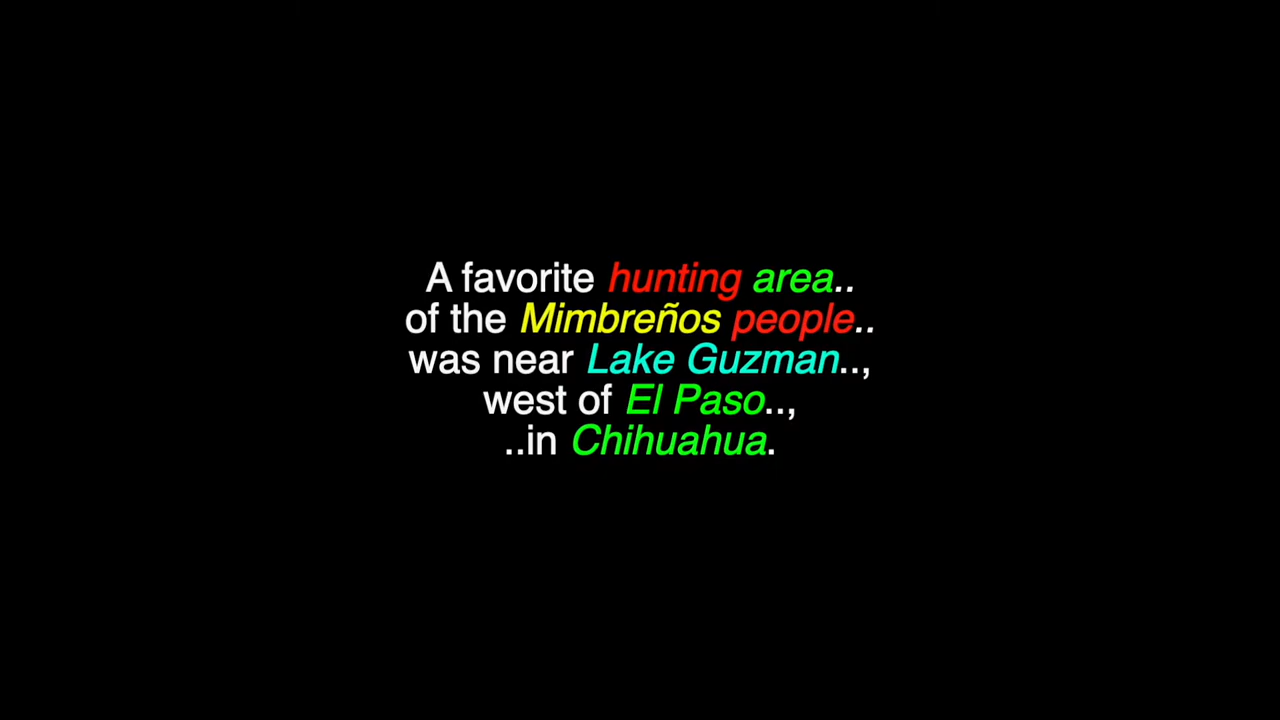 A favorite hunting area..
of the Mimbreños people..
was near Lake Guzman..,
west of El Paso..,
..in Chihuahua.